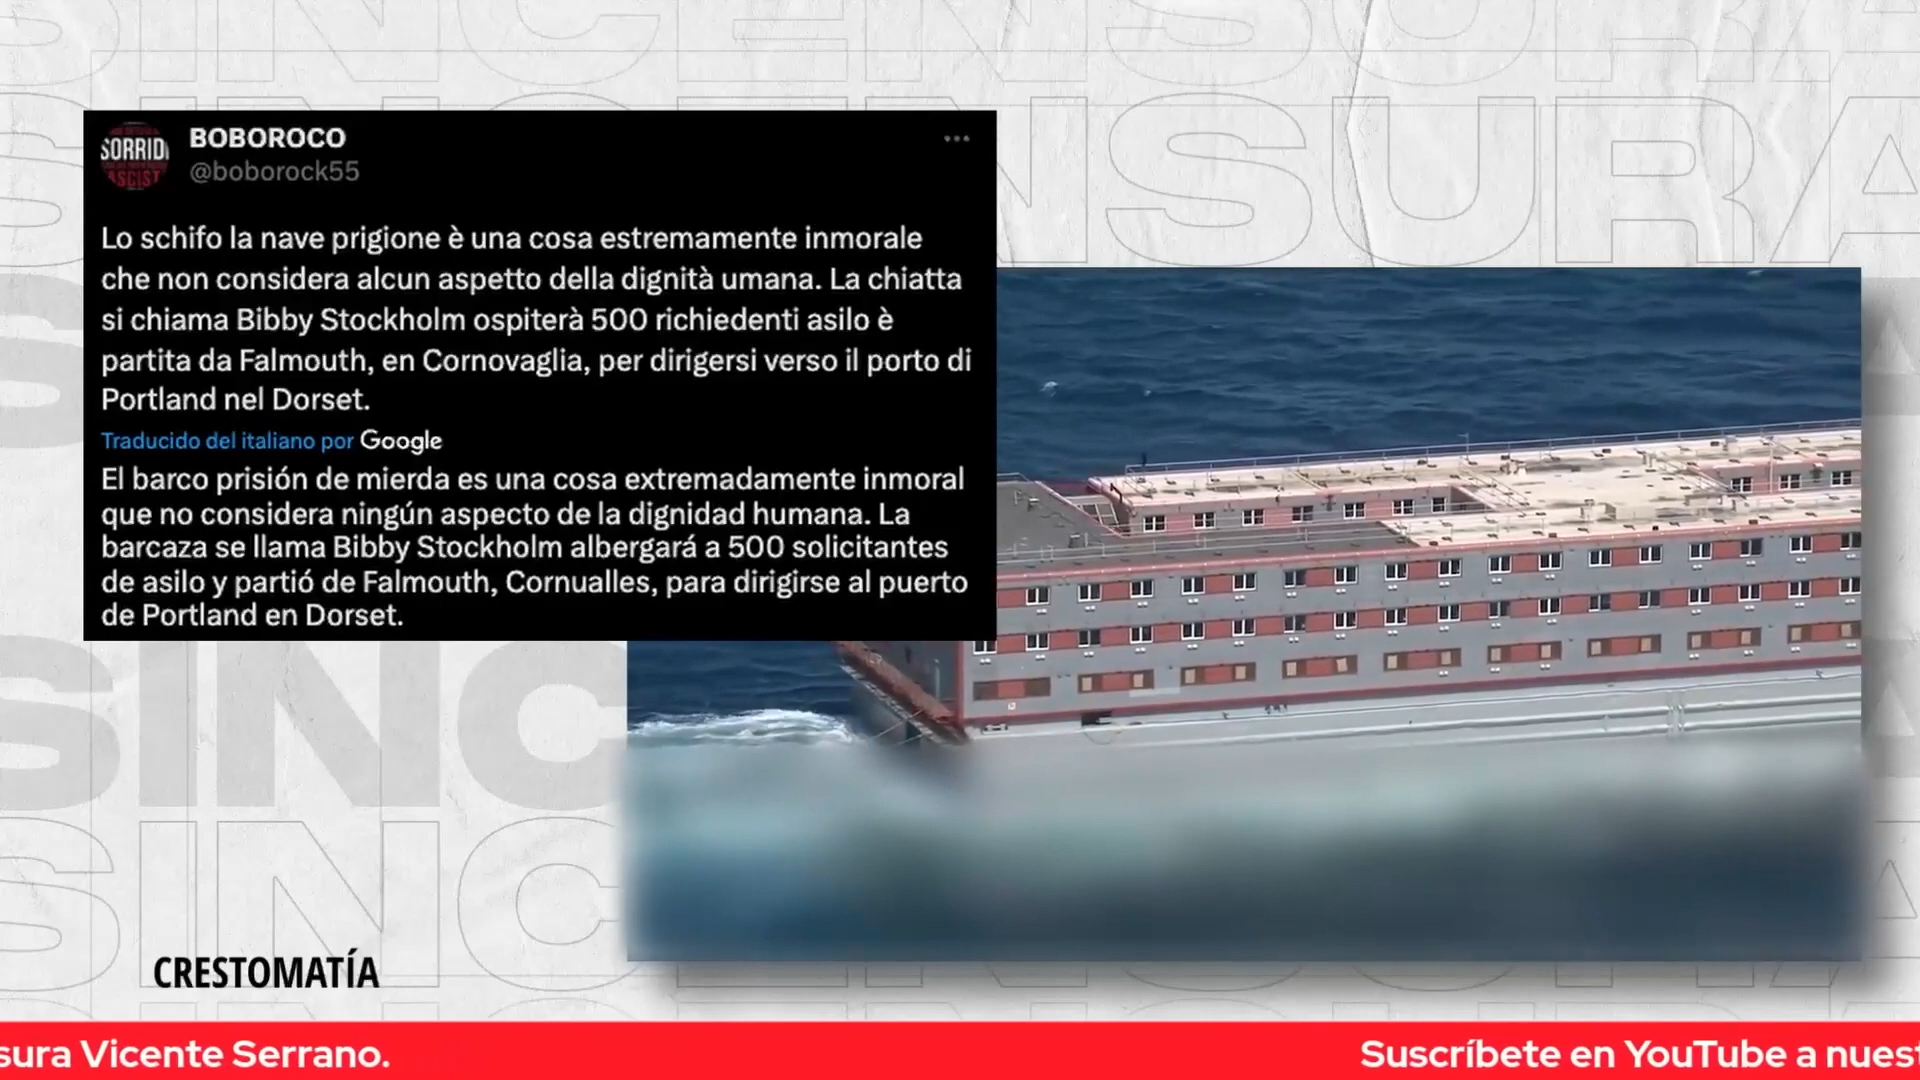 SINCENSURA
SINCENSURA
SORRIDI
ASCIST
BOBOROCO
@boborock55
Lo schifo la nave prigione è una cosa estremamente inmorale
che non considera alcun aspetto della dignità umana. La chiatta
si chiama Bibby Stockholm ospiterà 500 richiedenti asilo è
partita da Falmouth, en Cornovaglia, per dirigersi verso il porto di
Portland nel Dorset.
Traducido del italiano por Google
El barco prisión de mierda es una cosa extremadamente inmoral
que no considera ningún aspecto de la dignidad humana. La
barcaza se llama Bibby Stockholm albergará a 500 solicitantes
de asilo y partió de Falmouth, Cornualles, para dirigirse al puerto
de Portland en Dorset.
SINC
SINC
CRESTOMATÍA
sura Vicente Serrano.
Suscríbete en YouTube a nuest